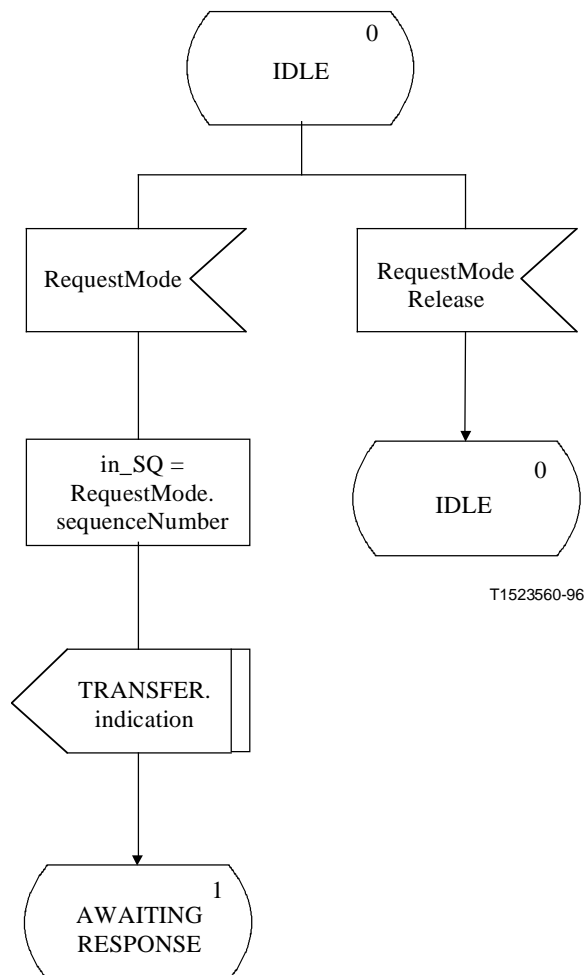 0
IDLE
RequestMode
RequestMode
Release
in_SQ =
RequestMode.
sequenceNumber
0
IDLE
T1523560-96
TRANSFER.
indication
1
AWAITING
RESPONSE